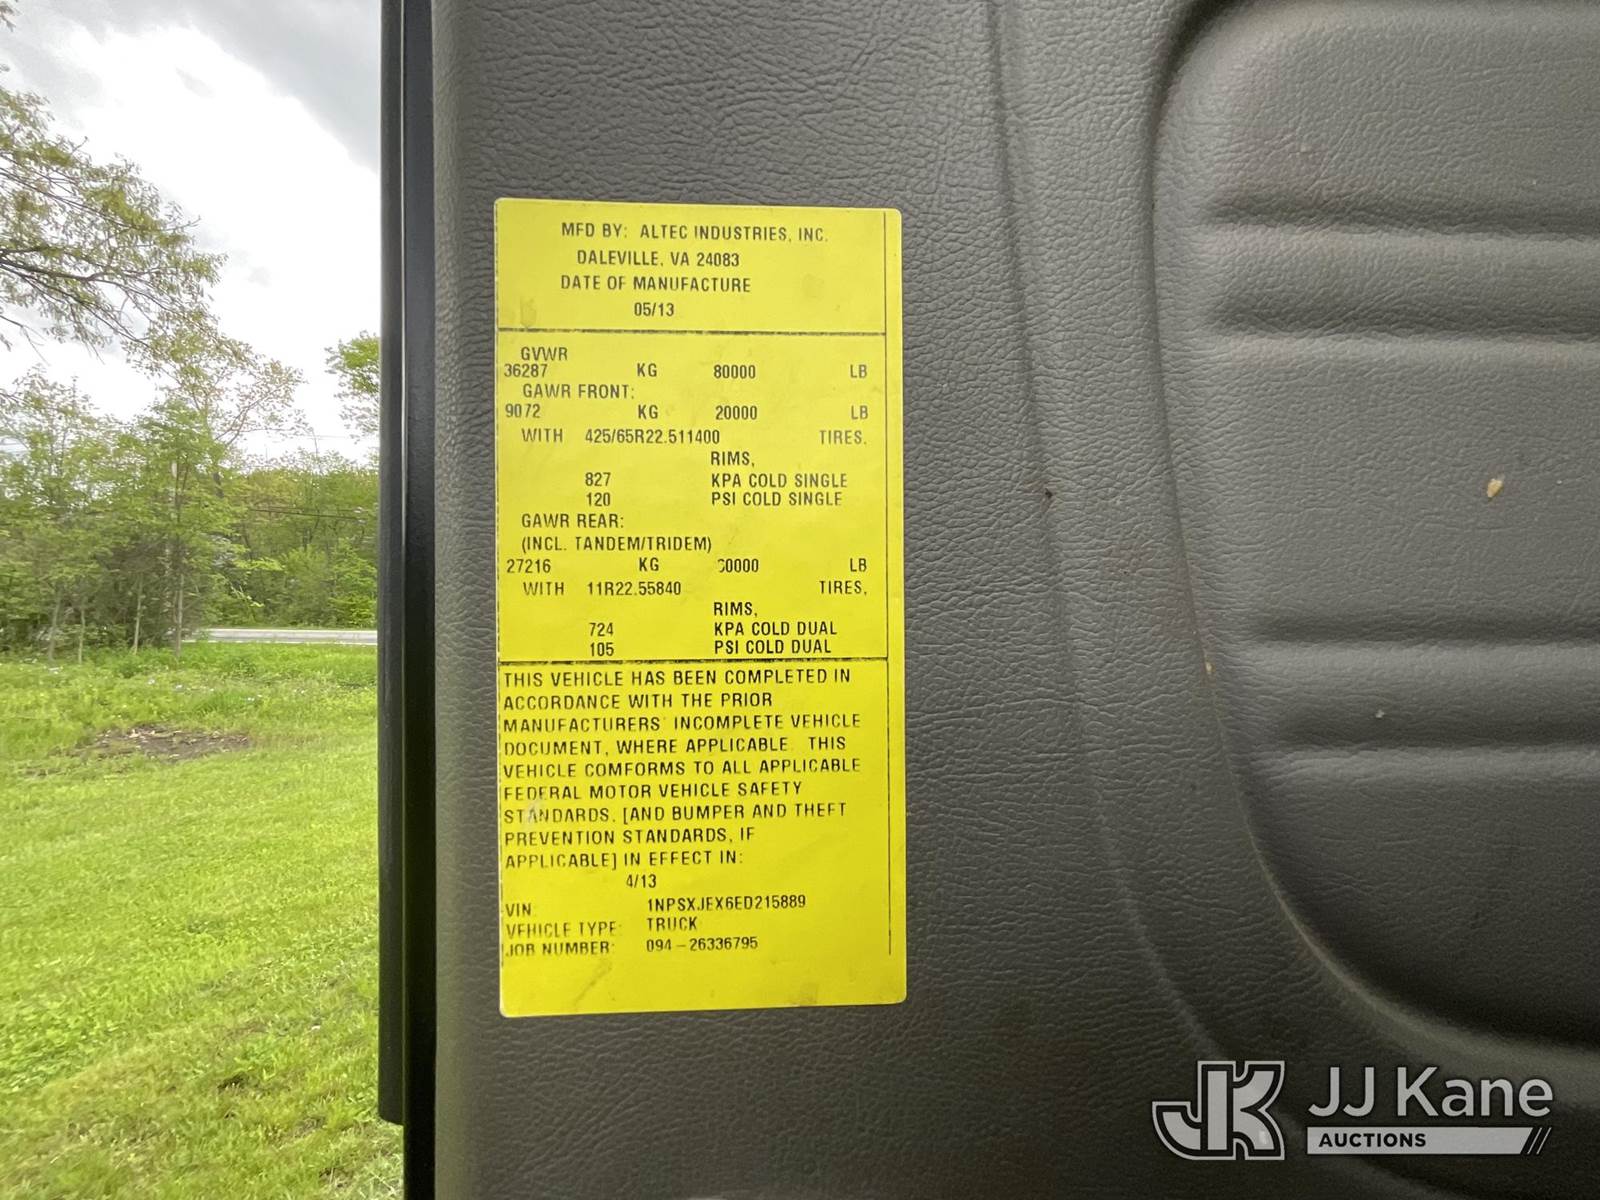 MFD BY: ALTEC INDUSTRIES, INC.
DALEVILLE, VA 24083
DATE OF MANUFACTURE
05/13
GVWR
36287 KG 80000 LB
GAWR FRONT:
9072 KG 20000 LB
WITH 425/65R22.511400 TIRES.
RIMS,
827 KPA COLD SINGLE
120 PSI COLD SINGLE
GAWR REAR:
(INCL. TANDEM/TRIDEM)
27216 KG LB
WITH 11R22.55840 TIRES,
RIMS,
724 KPA COLD DUAL
105 PSI COLD DUAL
THIS VEHICLE HAS BEEN COMPLETED IN
ACCORDANCE WITH THE PRIOR
MANUFACTURERS' INCOMPLETE VEHICLE
DOCUMENT, WHERE APPLICABLE. THIS
VEHICLE COMFORMS TO ALL APPLICABLE
FEDERAL MOTOR VEHICLE SAFETY
STANDARDS, [AND BUMPER AND THEFT
PREVENTION STANDARDS, IF
APPLICABLE] IN EFFECT IN:
4/13
VIN: 1NPSXJEX6ED215889
VEHICLE TYPE: TRUCK
JOB NUMBER: 094-26336795
JK JJ Kane
AUCTIONS